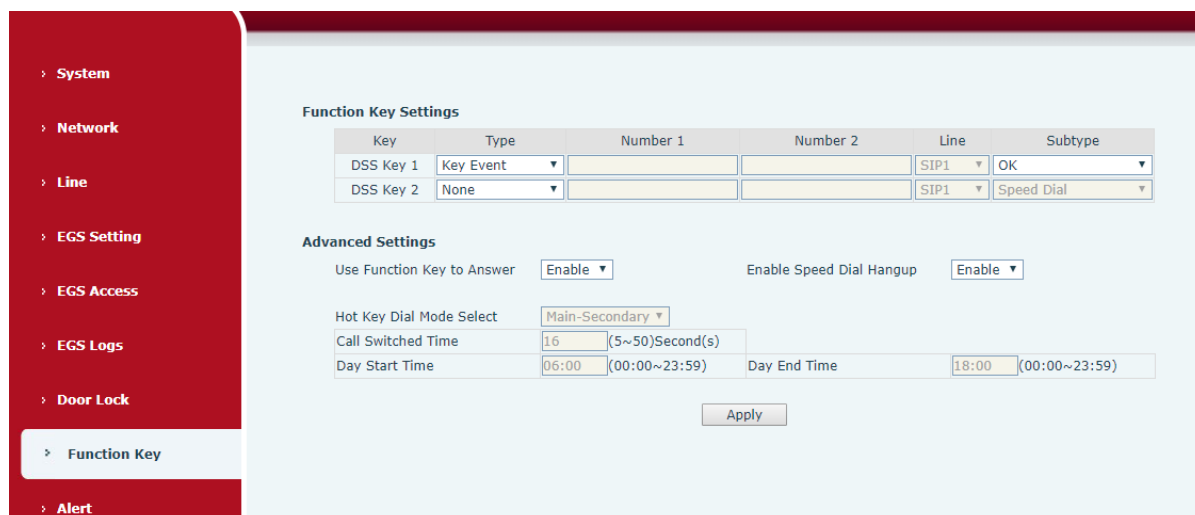 System
Network
Line
EGS Setting
EGS Access
EGS Logs
Door Lock
Function Key
Alert
Function Key Settings
Key Type Number 1 Number 2 Line Subtype
DSS Key 1 Key Event SIP1 OK
DSS Key 2 None SIP1 Speed Dial
Advanced Settings
Use Function Key to Answer Enable Enable Speed Dial Hangup Enable
Hot Key Dial Mode Select Main-Secondary
Call Switched Time 16 (5~50)Second(s)
Day Start Time 06:00 (00:00~23:59) Day End Time 18:00 (00:00~23:59)
Apply